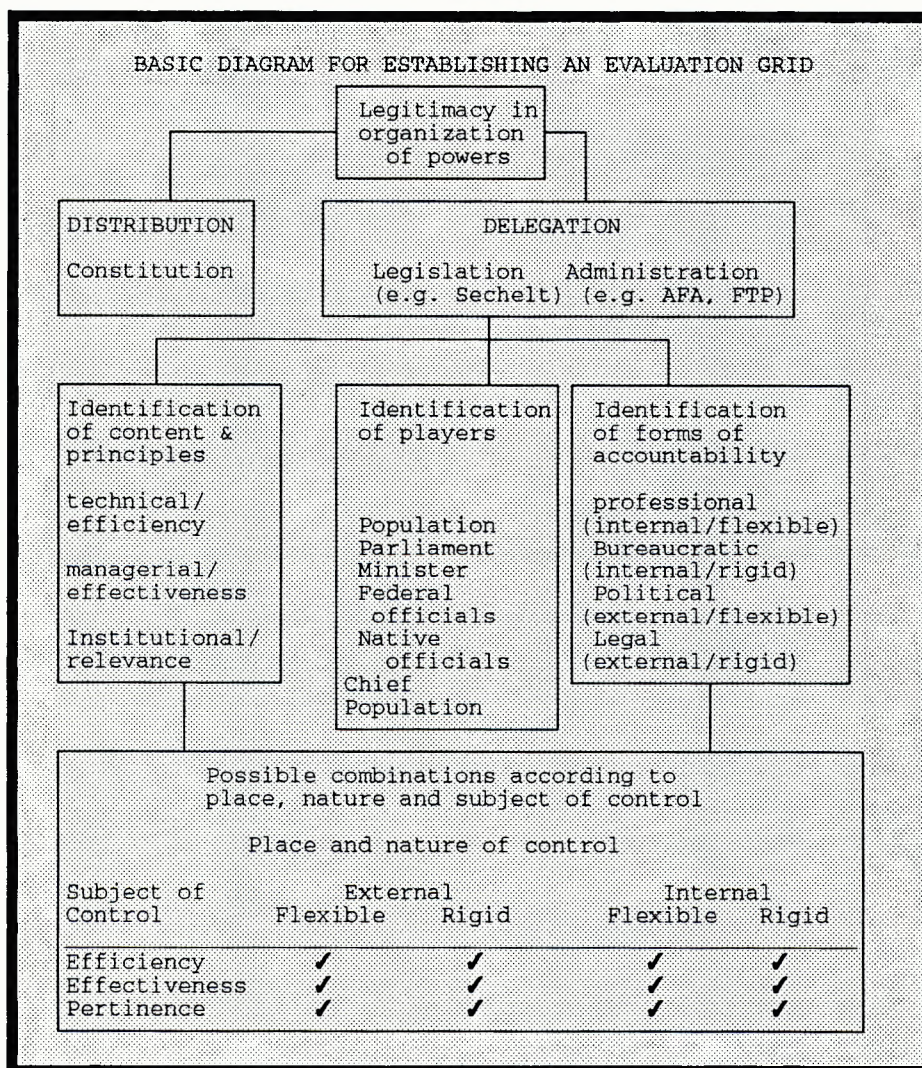 BASIC DIAGRAM FOR ESTABLISHING AN EVALUATION GRID
Legitimacy in
organization
of powers
DISTRIBUTION
Constitution
DELEGATION
Legislation Administration
(e.g. Sechelt) (e.g. AFA, FTP)
Identification
of content &
principles
technical/
efficiency
managerial/
effectiveness
Institutional/
relevance
Identification
of players
Population
Parliament
Minister
Federal
officials
Native
officials
Chief
Population
Identification
of forms of
accountability
professional
(internal/flexible)
Bureaucratic
(internal/rigid)
Political
(external/flexible)
Legal
(external/rigid)
Possible combinations according to
place, nature and subject of control
Place and nature of control
Subject of External Internal
Control Flexible Rigid Flexible Rigid
Efficiency ✓ ✓ ✓ ✓
Effectiveness ✓ ✓ ✓ ✓
Pertinence ✓ ✓ ✓ ✓